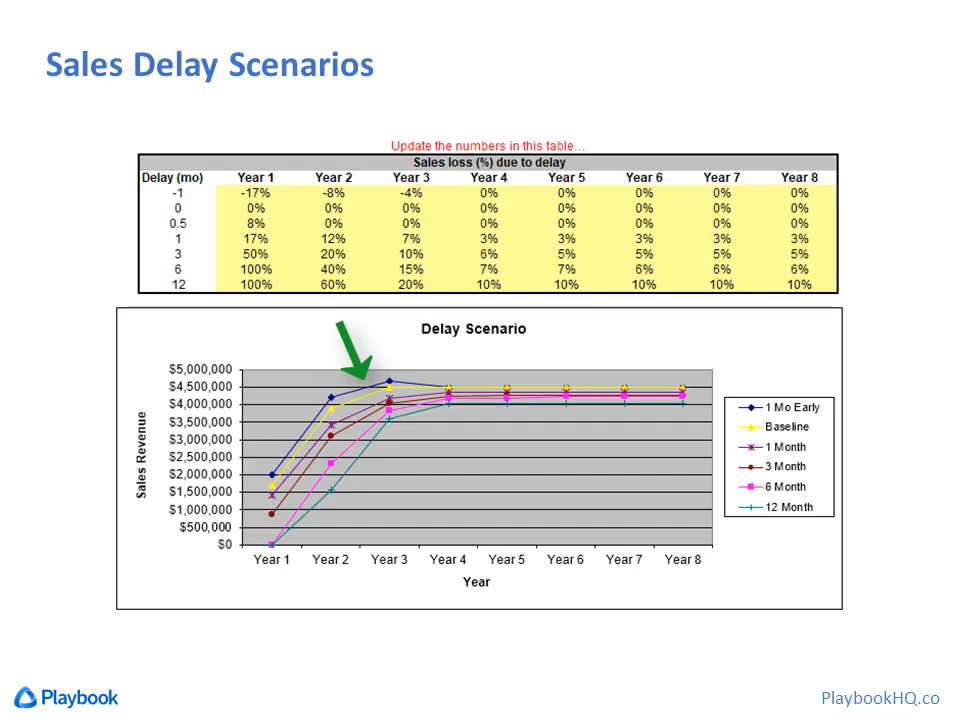 Sales Delay Scenarios
Update the numbers in this table…
Sales loss (%) due to delay
Delay (mo) Year 1 Year 2 Year 3 Year 4 Year 5 Year 6 Year 7 Year 8
-1 -17% -8% -4% 0% 0% 0% 0% 0%
0 0% 0% 0% 0% 0% 0% 0% 0%
0.5 8% 0% 0% 0% 0% 0% 0% 0%
1 17% 12% 7% 3% 3% 3% 3% 3%
3 50% 20% 10% 6% 5% 5% 5% 5%
6 100% 40% 15% 7% 7% 6% 6% 6%
12 100% 60% 20% 10% 10% 10% 10% 10%
Delay Scenario
$5,000,000
$4,500,000
$4,000,000
$3,500,000
$3,000,000
$2,500,000
$2,000,000
$1,500,000
$1,000,000
$500,000
$0
Sales Revenue
Year 1 Year 2 Year 3 Year 4 Year 5 Year 6 Year 7 Year 8
Year
1 Mo Early
Baseline
1 Month
3 Month
6 Month
12 Month
Playbook
PlaybookHQ.co